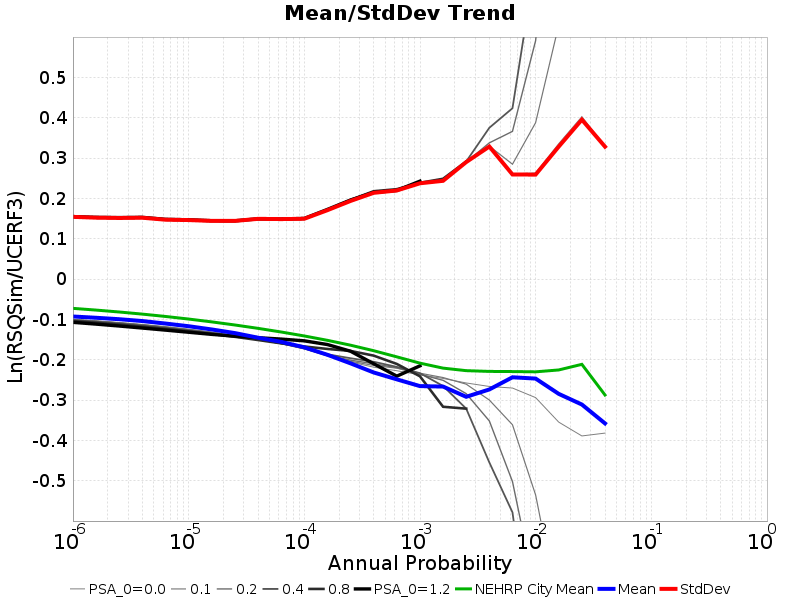 Mean/StdDev Trend
Ln(RSQSim/UCERF3)
0.5
0.4
0.3
0.2
0.1
0
-0.1
-0.2
-0.3
-0.4
-0.5
10^-6 10^-5 10^-4 10^-3 10^-2 10^-1 10^0
Annual Probability
PSA_0=0.0 0.1 0.2 0.4 0.8 PSA_0=1.2 NEHRP City Mean Mean StdDev